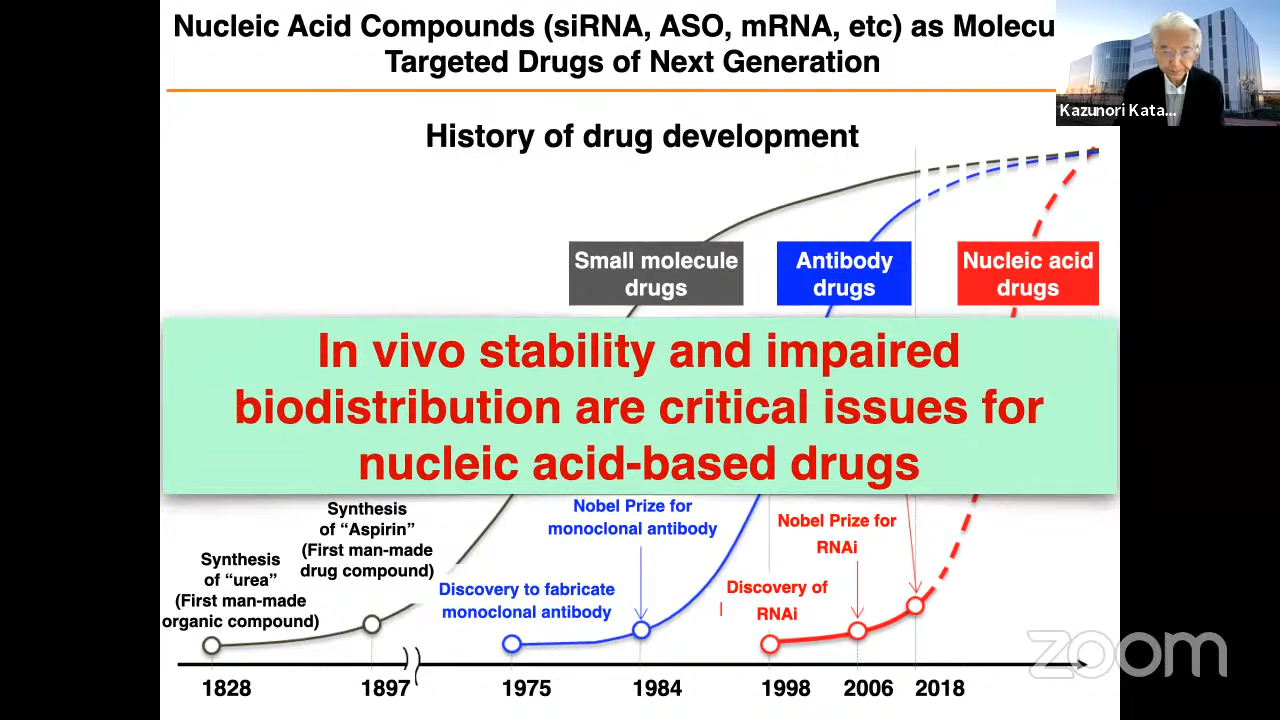 Nucleic Acid Compounds (siRNA, ASO, mRNA, etc) as Molecu
Targeted Drugs of Next Generation
Kazunori Kata...
History of drug development
Small molecule
drugs
Antibody
drugs
Nucleic acid
drugs
In vivo stability and impaired
biodistribution are critical issues for
nucleic acid-based drugs
Synthesis
of “urea”
(First man-made
organic compound)
Synthesis
of “Aspirin”
(First man-made
drug compound)
Discovery to fabricate
monoclonal antibody
Nobel Prize for
monoclonal antibody
Discovery of
RNAi
Nobel Prize for
RNAi
1828
1897
1975
1984
1998
2006
2018
zoom